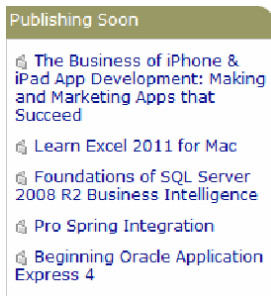 Publishing Soon
The Business of iPhone &
iPad App Development: Making
and Marketing Apps that
Succeed
Learn Excel 2011 for Mac
Foundations of SQL Server
2008 R2 Business Intelligence
Pro Spring Integration
Beginning Oracle Application
Express 4